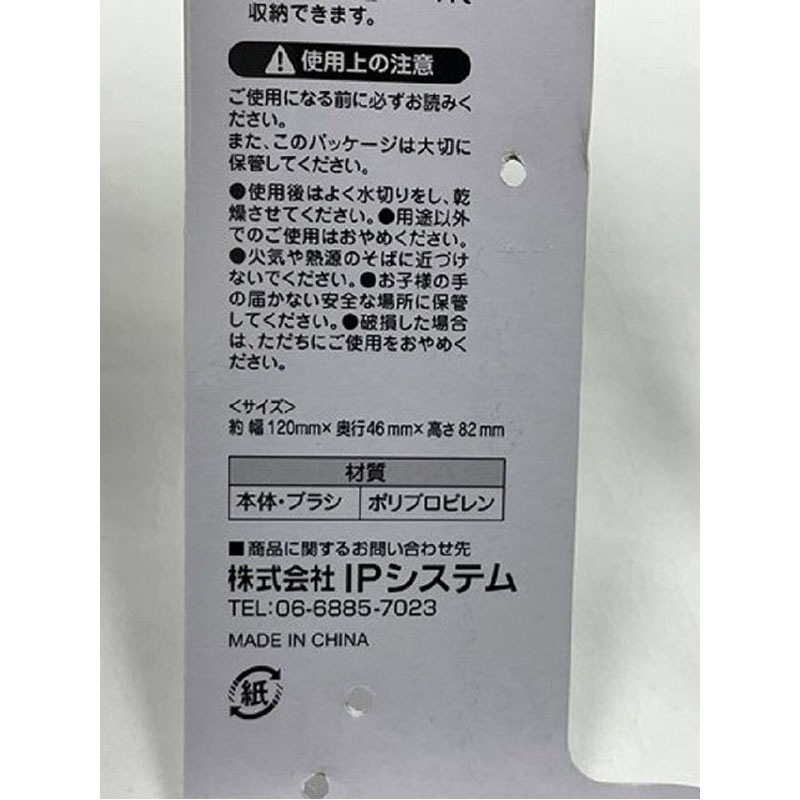 収納できます。
使用上の注意
ご使用になる前に必ずお読みく
ださい。
また、このパッケージは大切に
保管してください。
●使用後はよく水切りをし、乾
燥させてください。●用途以外
でのご使用はおやめください。
●火気や熱源のそばに近づけ
ないでください。●お子様の手
の届かない安全な場所に保管
してください。●破損した場合
は、ただちにご使用をおやめく
ださい。
<サイズ>
約 幅120mm×奥行46mm×高さ82mm
材質
本体・ブラシ ポリプロピレン
■商品に関するお問い合わせ先
株式会社 IPシステム
TEL:06-6885-7023
MADE IN CHINA
紙